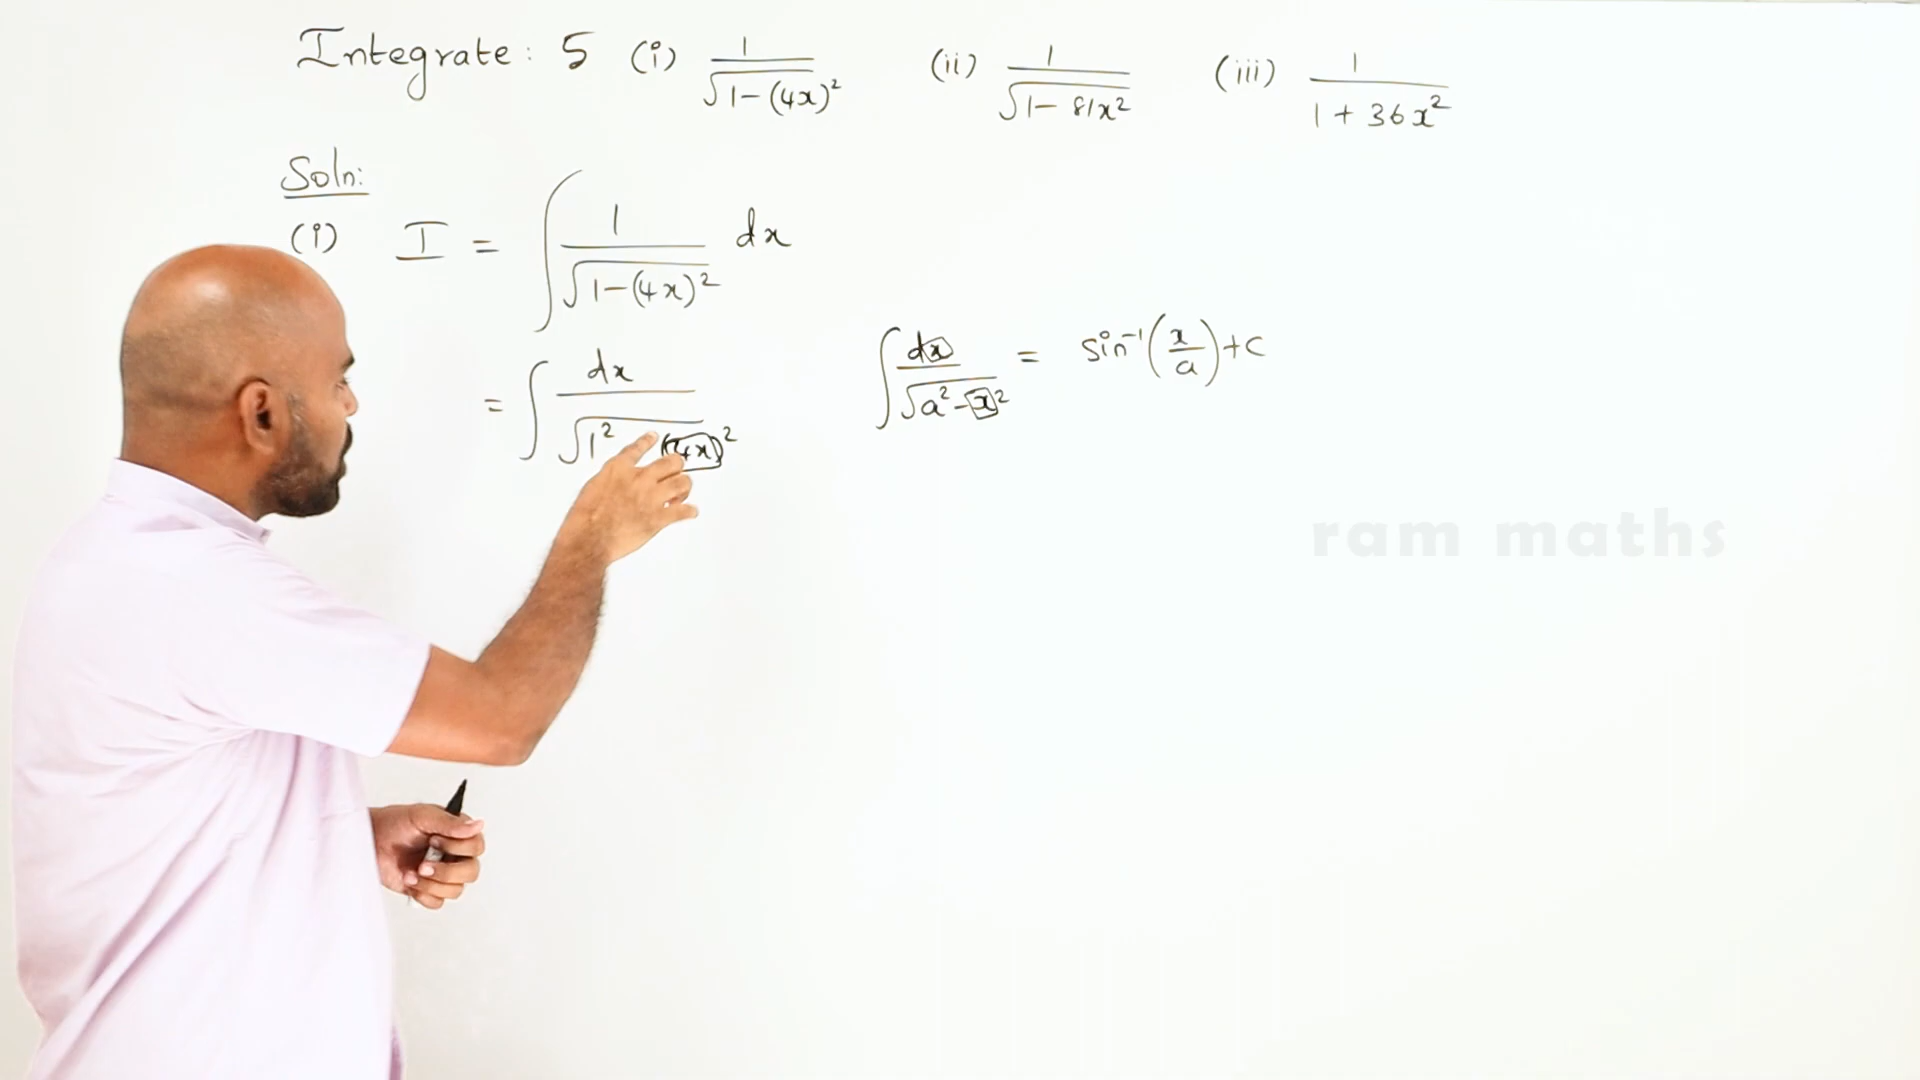 Integrate: 5 (i) 1/√(1-(4x)²) (ii) 1/√(1-81x²) (iii) 1/(1+36x²)
Soln:
(i) I = ∫ 1/√(1-(4x)²) dx
= ∫ dx/√(1² (4x)²)
∫ dx/√(a²-x²) = sin⁻¹(x/a)+c
ram maths